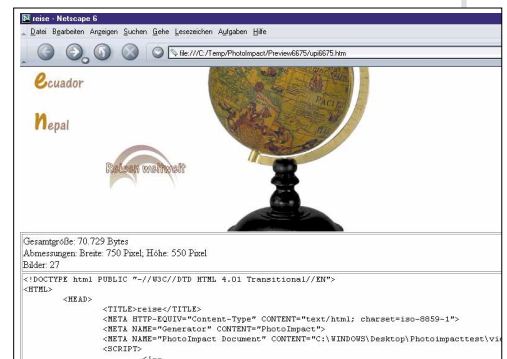 reise - Netscape 6
Datei Bearbeiten Anzeigen Suchen Gehe Lesezeichen Aufgaben Hilfe
file:///C:/Temp/PhotoImpact/Preview6675/upi6675.htm
Ecuador
Nepal
PACI
Reisen weltweit
Gesamtgröße: 70.729 Bytes
Abmessungen: Breite: 750 Pixel; Höhe: 550 Pixel
Bilder: 27
<!DOCTYPE html PUBLIC "-//W3C//DTD HTML 4.01 Transitional//EN">
<HTML>
<HEAD>
<TITLE>reise</TITLE>
<META HTTP-EQUIV="Content-Type" CONTENT="text/html; charset=iso-8859-1">
<META NAME="Generator" CONTENT="PhotoImpact">
<META NAME="PhotoImpact Document" CONTENT="C:\WINDOWS\Desktop\Photoimpacttest\vie
<SCRIPT>